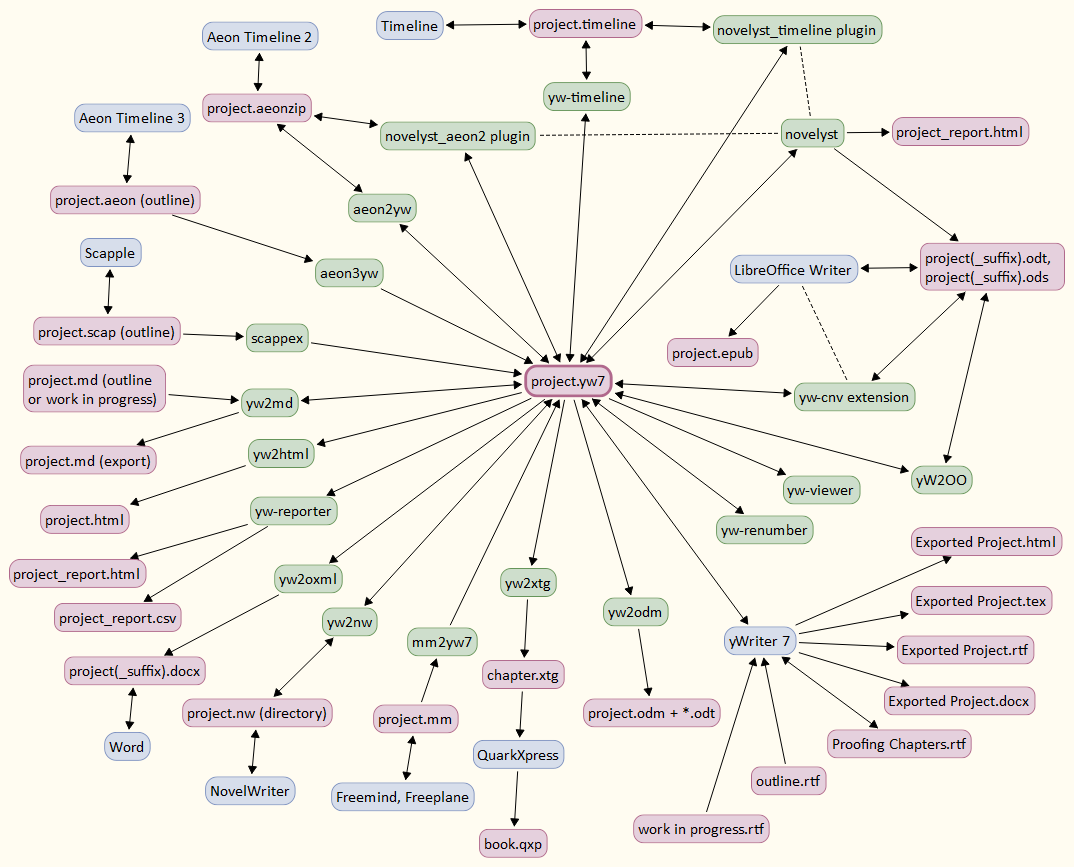 Timeline
project.timeline
novelyst_timeline plugin
Aeon Timeline 2
yw-timeline
project.aeonzip
Aeon Timeline 3
novelyst_aeon2 plugin
novelyst
project_report.html
project.aeon (outline)
aeon2yw
Scapple
aeon3yw
LibreOffice Writer
project(_suffix).odt,
project(_suffix).ods
project.scap (outline)
scappex
project.epub
project.md (outline
or work in progress)
project.yw7
yw2md
yw-cnv extension
project.md (export)
yw2html
yW2OO
yw-viewer
project.html
yw-reporter
yw-renumber
Exported Project.html
project_report.html
yw2oxml
yw2xtg
Exported Project.tex
project_report.csv
yw2nw
yw2odm
mm2yw7
yWriter 7
Exported Project.rtf
project(_suffix).docx
chapter.xtg
Exported Project.docx
project.nw (directory)
project.mm
project.odm + *.odt
Word
QuarkXpress
Proofing Chapters.rtf
NovelWriter
Freemind, Freeplane
outline.rtf
work in progress.rtf
book.qxp